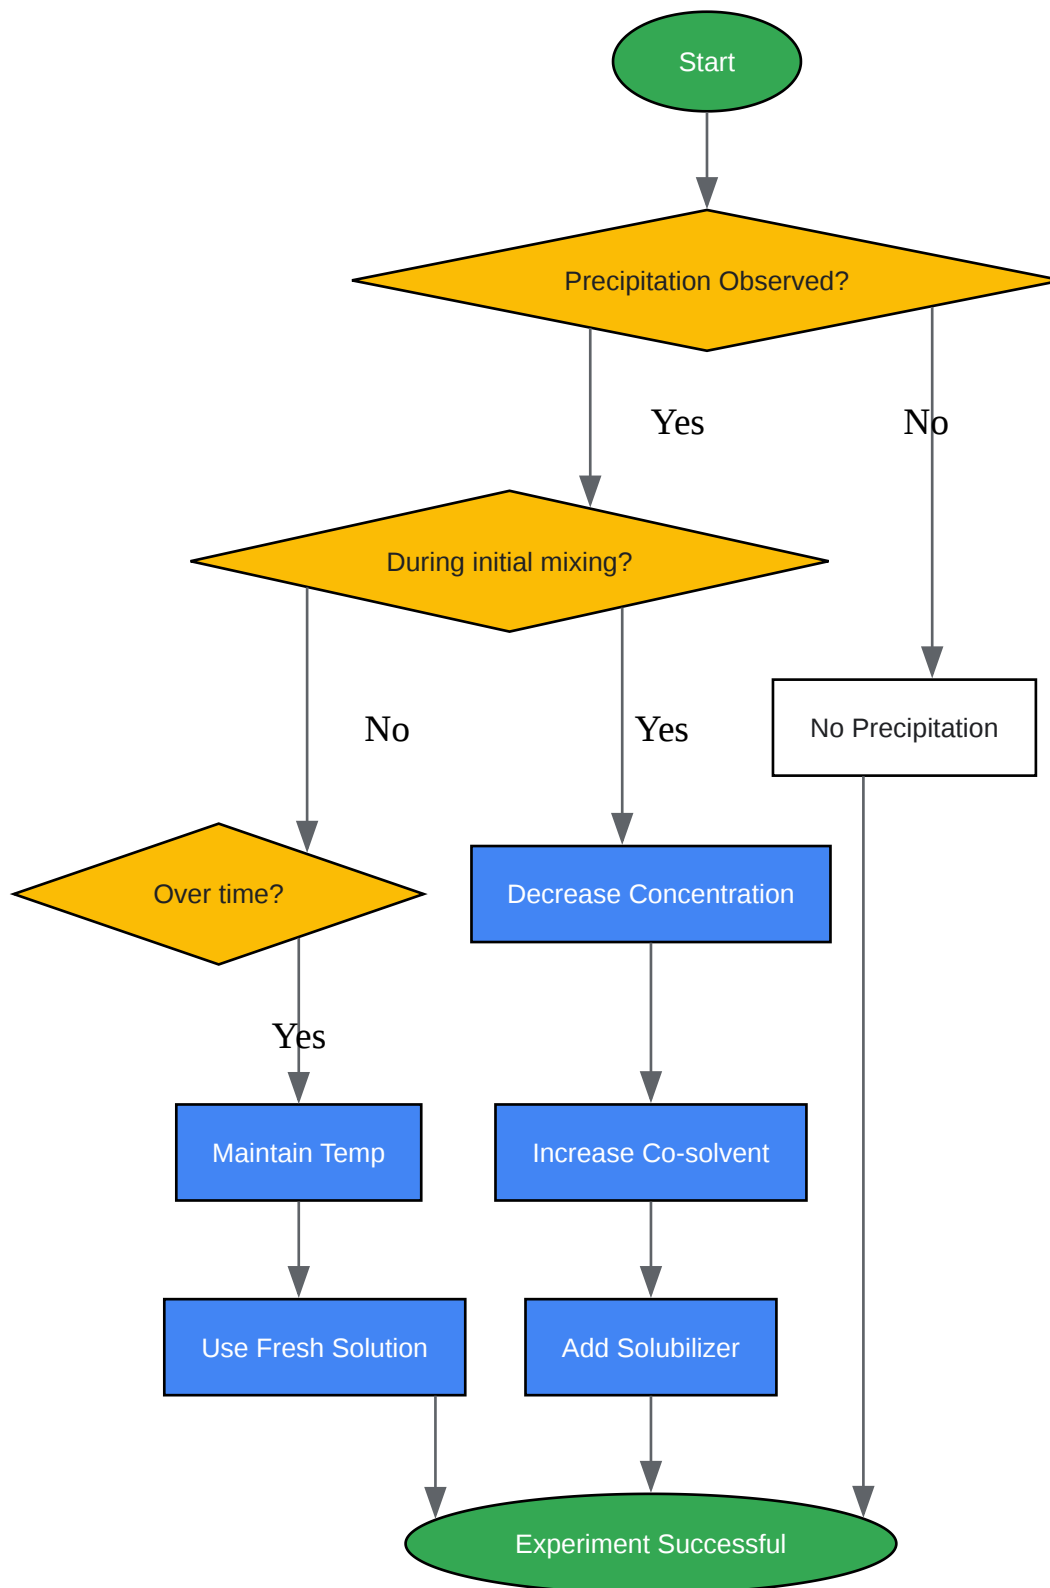 Start
Precipitation Observed?
Yes
No
During initial mixing?
No
Yes
No Precipitation
Over time?
Decrease Concentration
Yes
Maintain Temp
Increase Co-solvent
Use Fresh Solution
Add Solubilizer
Experiment Successful